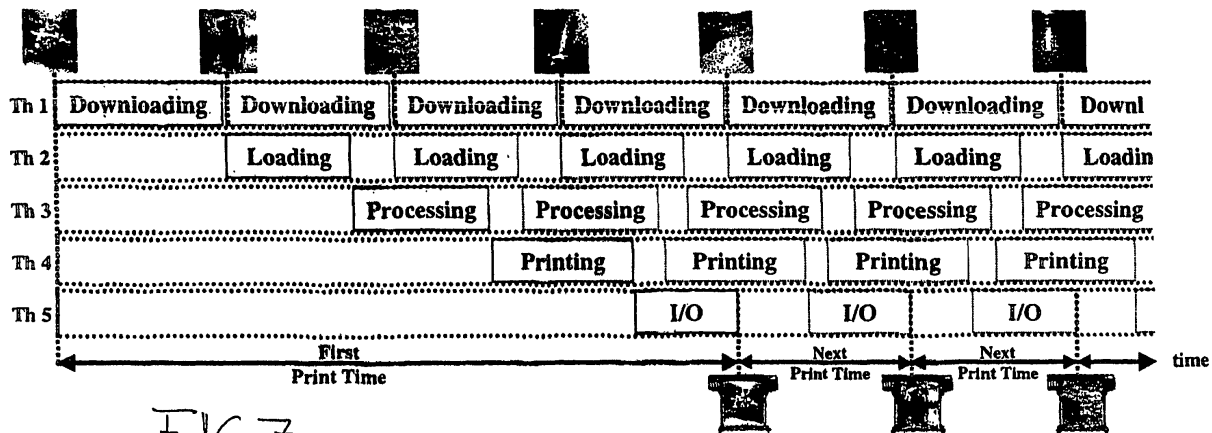 Th 1 Downloading Downloading Downloading Downloading Downloading Downloading Downl
Th 2 Loading Loading Loading Loading Loading Loadin
Th 3 Processing Processing Processing Processing Processing
Th 4 Printing Printing Printing Printing
Th 5 I/O I/O I/O
First Next Next time
Print Time Print Time Print Time
FIG 7